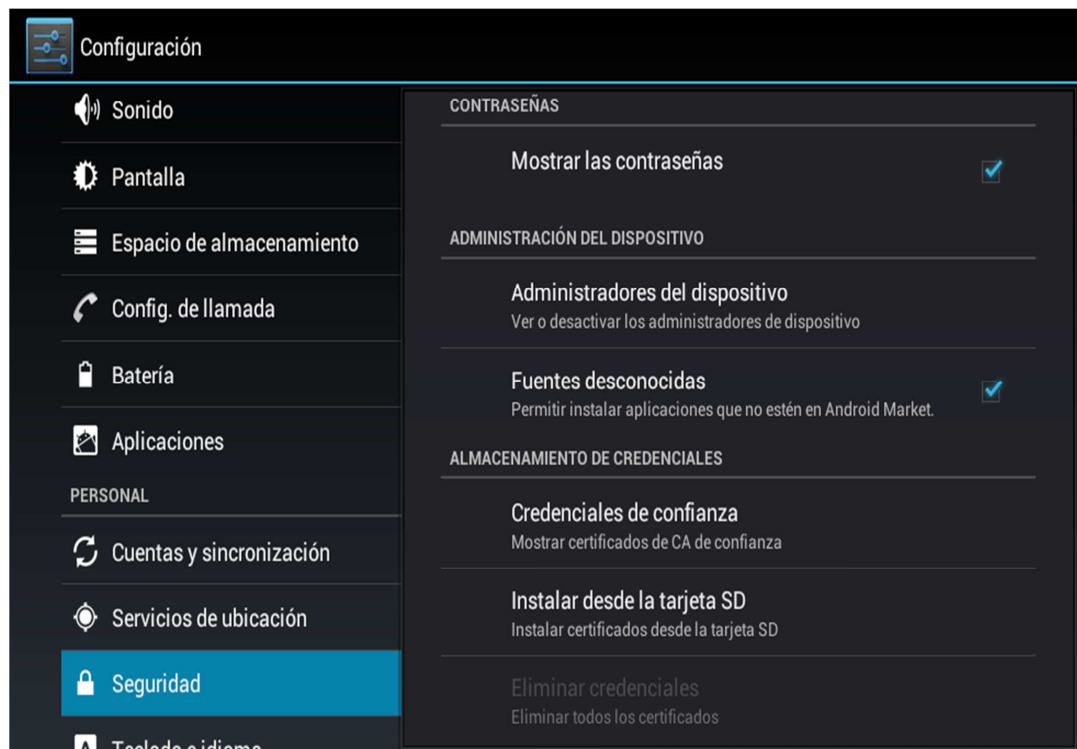 Configuración
Sonido
Pantalla
Espacio de almacenamiento
Config. de llamada
Batería
Aplicaciones
PERSONAL
Cuentas y sincronización
Servicios de ubicación
Seguridad
Teclado e idioma
CONTRASEÑAS
Mostrar las contraseñas
ADMINISTRACIÓN DEL DISPOSITIVO
Administradores del dispositivo
Ver o desactivar los administradores de dispositivo
Fuentes desconocidas
Permitir instalar aplicaciones que no estén en Android Market.
ALMACENAMIENTO DE CREDENCIALES
Credenciales de confianza
Mostrar certificados de CA de confianza
Instalar desde la tarjeta SD
Instalar certificados desde la tarjeta SD
Eliminar credenciales
Eliminar todos los certificados